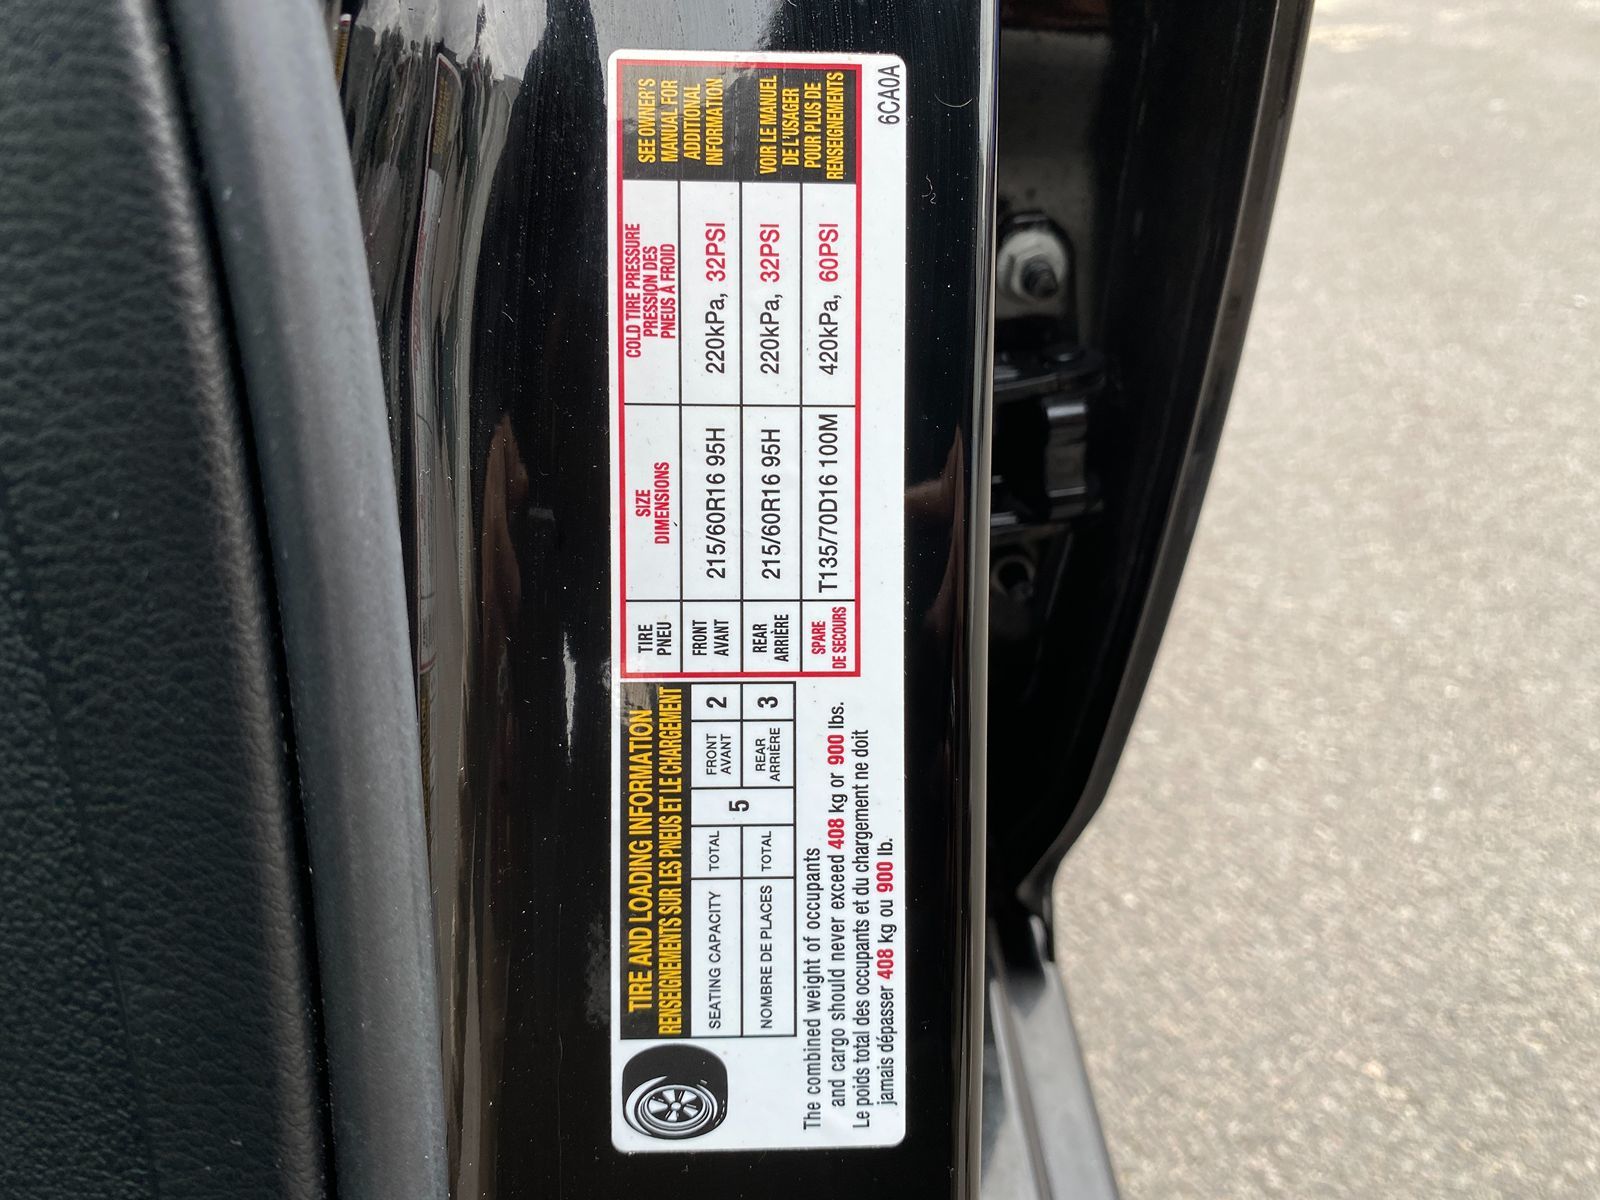 TIRE AND LOADING INFORMATION
RENSEIGNEMENTS SUR LES PNEUS ET LE CHARGEMENT
SEATING CAPACITY TOTAL 5 FRONT AVANT 2
NOMBRE DE PLACES TOTAL REAR ARRIÈRE 3
The combined weight of occupants
and cargo should never exceed 408 kg or 900 lbs.
Le poids total des occupants et du chargement ne doit
jamais dépasser 408 kg ou 900 lb.
TIRE
PNEU
SIZE
DIMENSIONS
COLD TIRE PRESSURE
PRESSION DES
PNEUS À FROID
FRONT
AVANT
215/60R16 95H
220kPa, 32PSI
REAR
ARRIÈRE
215/60R16 95H
220kPa, 32PSI
SPARE
DE SECOURS
T135/70D16 100M
420kPa, 60PSI
SEE OWNER'S
MANUAL FOR
ADDITIONAL
INFORMATION
VOIR LE MANUEL
DE L'USAGER
POUR PLUS DE
RENSEIGNEMENTS
6CA0A